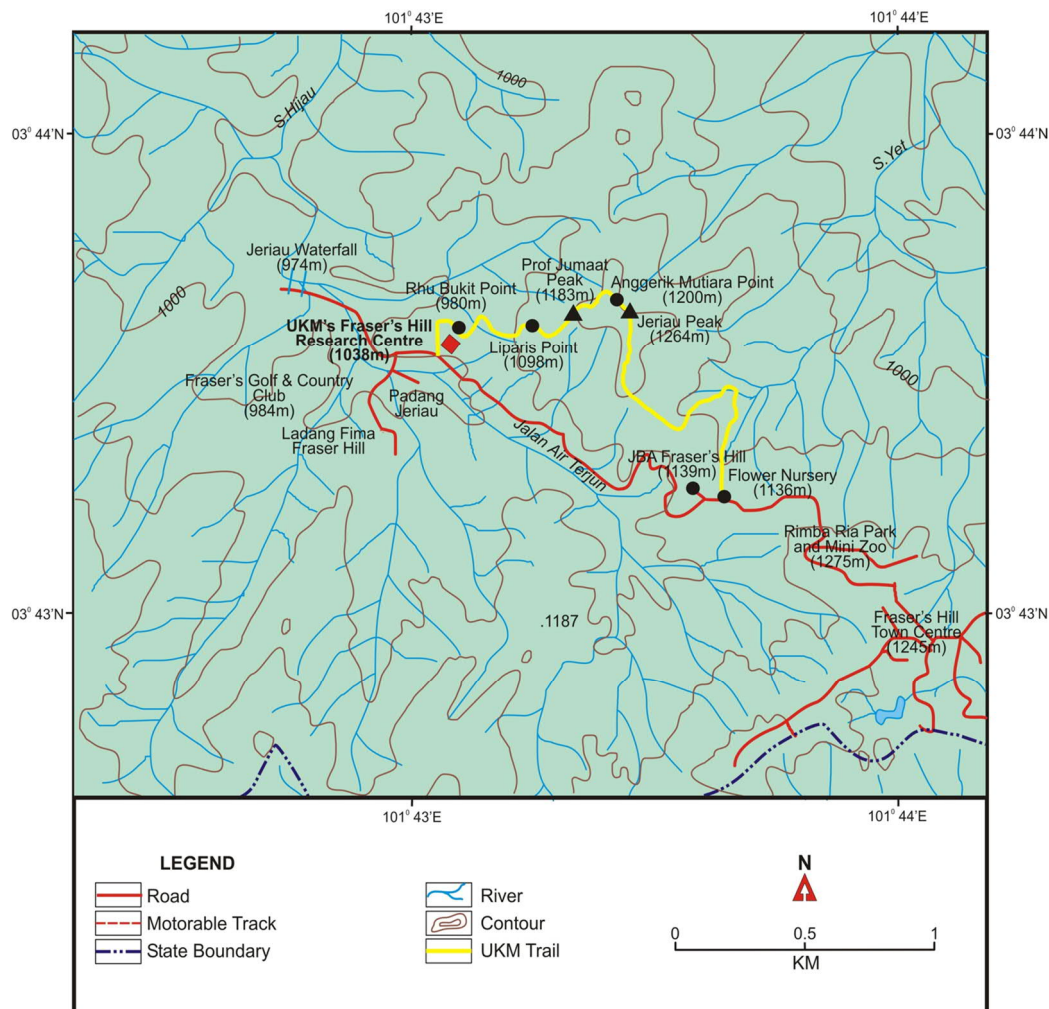 101°43'E
101°44'E
1000
S.Hijau
03°44'N
03°44'N
S.Yet
Jeriau Waterfall
(974m)
Prof Jumaat
Peak
(1183m)
Anggerik Mutiara Point
(1200m)
1000
Rhu Bukit Point
(980m)
UKM's Fraser's Hill
Research Centre
(1038m)
Liparis Point
(1098m)
Jeriau Peak
(1264m)
1000
Fraser's Golf & Country
Club
(984m)
Padang
Jeriau
Ladang Fima
Fraser Hill
Jalan Air Terjun
JBA Fraser's Hill
(1139m)
Flower Nursery
(1136m)
Rimba Ria Park
and Mini Zoo
(1275m)
03°43'N
03°43'N
.1187
Fraser's Hill
Town Centre
(1245m)
101°43'E
101°44'E
LEGEND
Road
Motorable Track
State Boundary
River
Contour
UKM Trail
N
0
0.5
1
KM